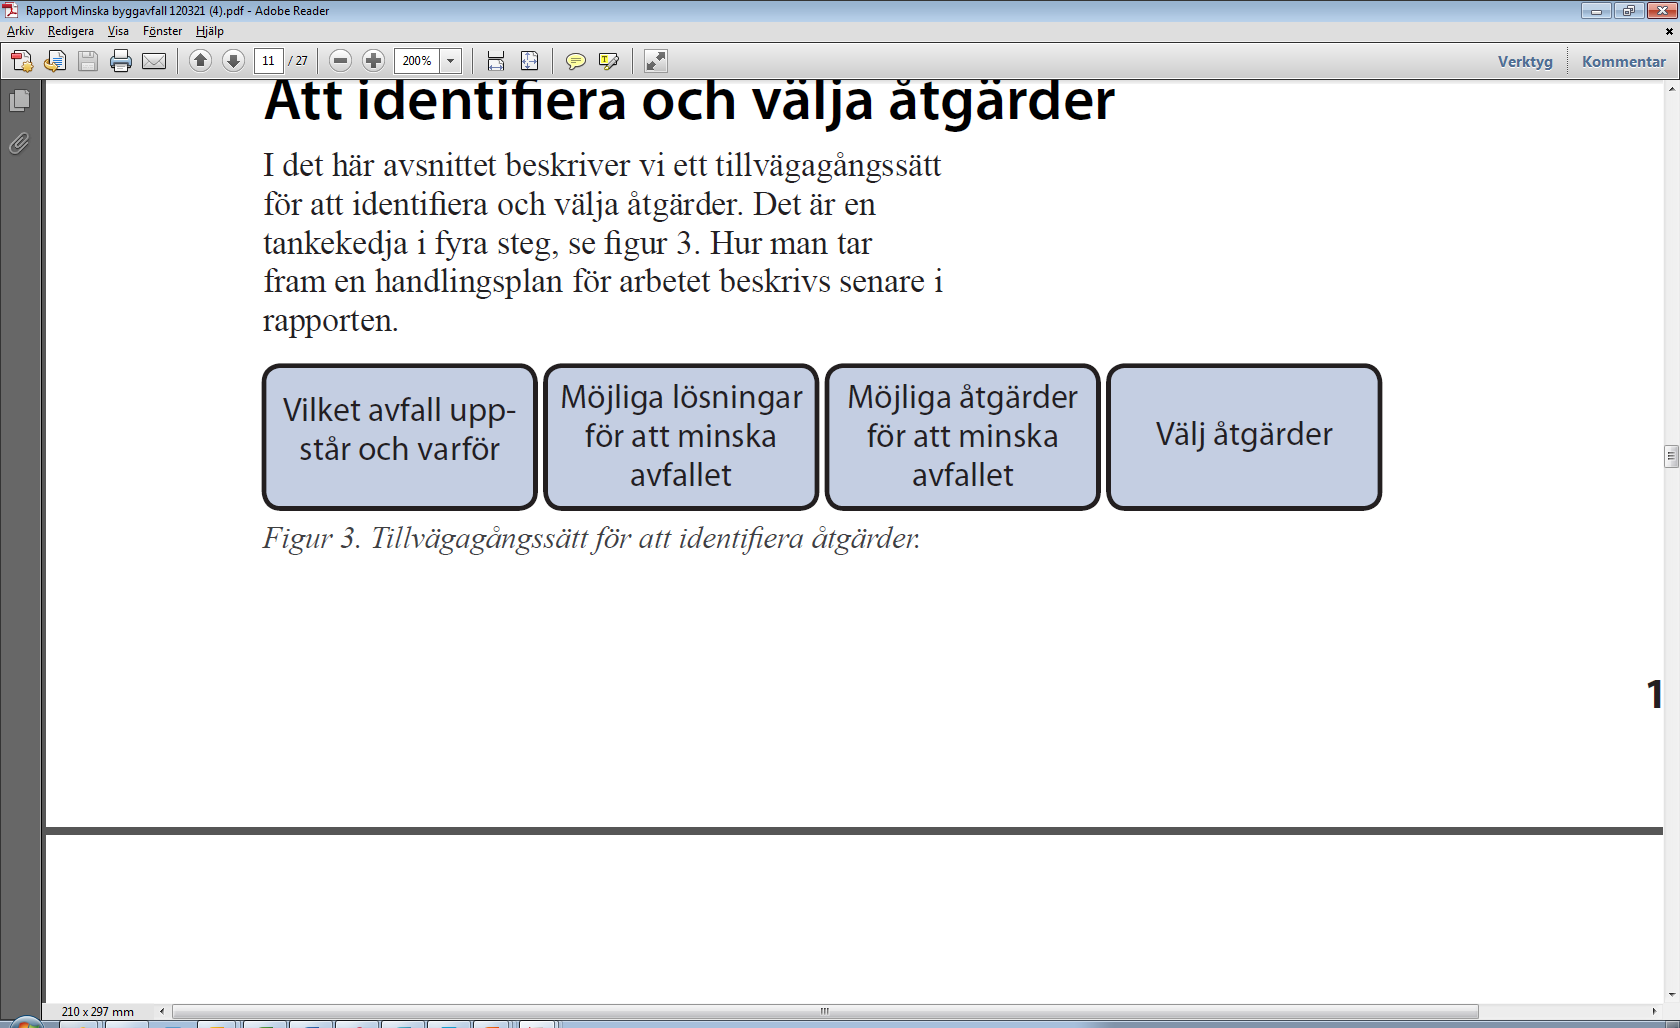 Rapport Minska byggavfall 120321 (4).pdf - Adobe Reader
Arkiv Redigera Visa Fönster Hjälp
11 / 27 200% Verktyg Kommentar
Att identifiera och välja åtgärder
I det här avsnittet beskriver vi ett tillvägagångssätt
för att identifiera och välja åtgärder. Det är en
tankekedja i fyra steg, se figur 3. Hur man tar
fram en handlingsplan för arbetet beskrivs senare i
rapporten.
Vilket avfall upp-
står och varför
Möjliga lösningar
för att minska
avfallet
Möjliga åtgärder
för att minska
avfallet
Välj åtgärder
Figur 3. Tillvägagångssätt för att identifiera åtgärder.
1
210 x 297 mm